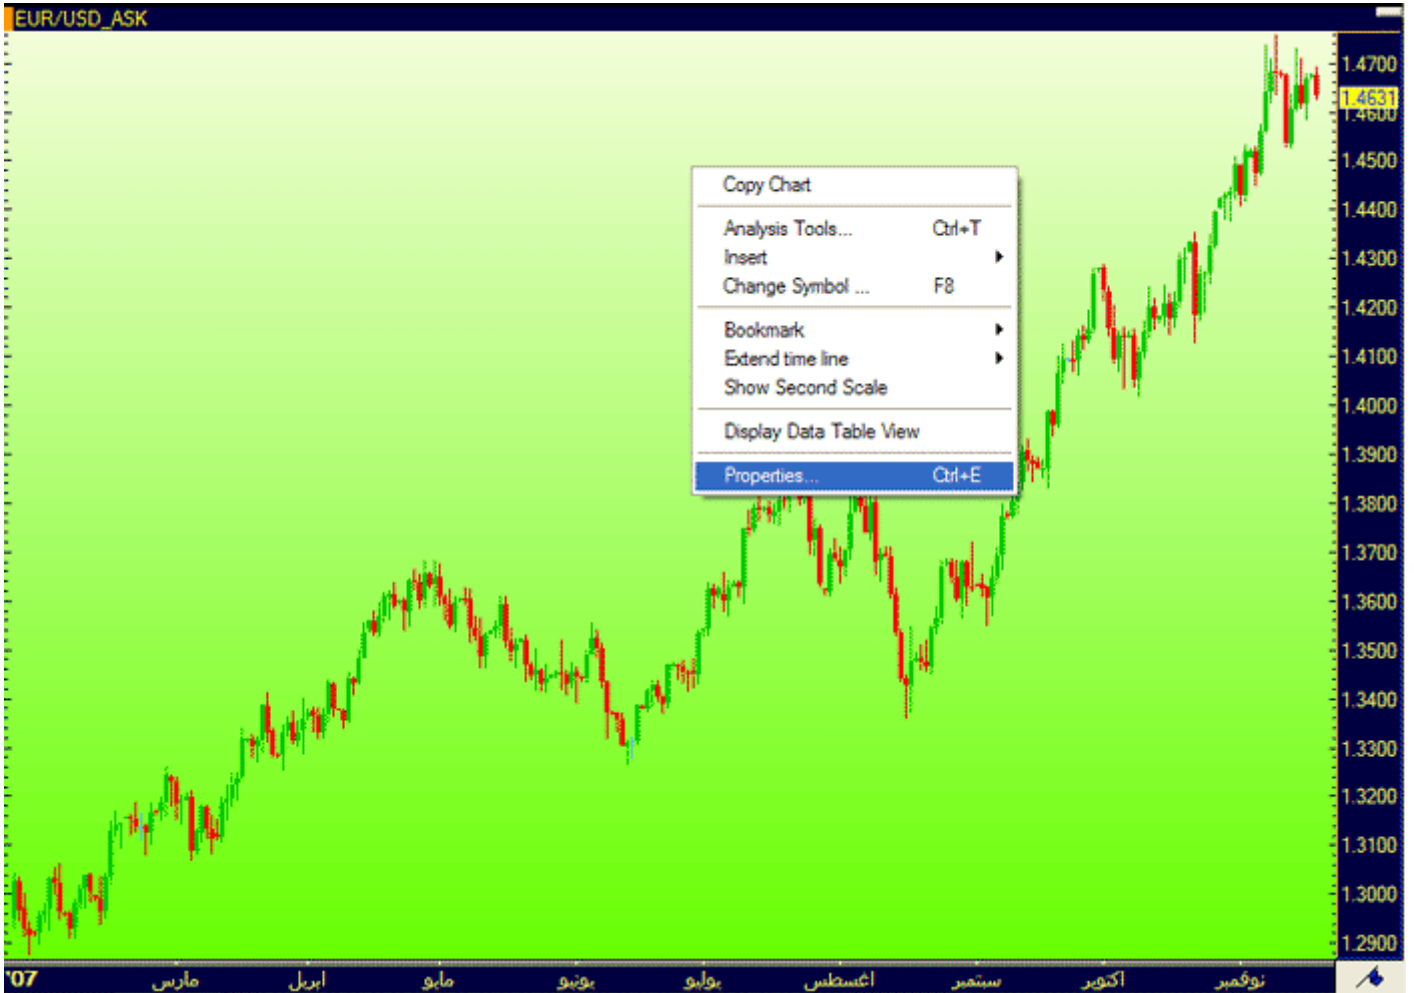 EUR/USD_ASK
1.4700
1.4631
1.4600
1.4500
1.4400
1.4300
1.4200
1.4100
1.4000
1.3900
1.3800
1.3700
1.3600
1.3500
1.3400
1.3300
1.3200
1.3100
1.3000
1.2900
Copy Chart
Analysis Tools... Ctrl+T
Insert
Change Symbol ... F8
Bookmark
Extend time line
Show Second Scale
Display Data Table View
Properties... Ctrl+E
'07 مارس ابريل مايو يونيو يوليو اغسطس سبتمبر اكتوبر نوفمبر